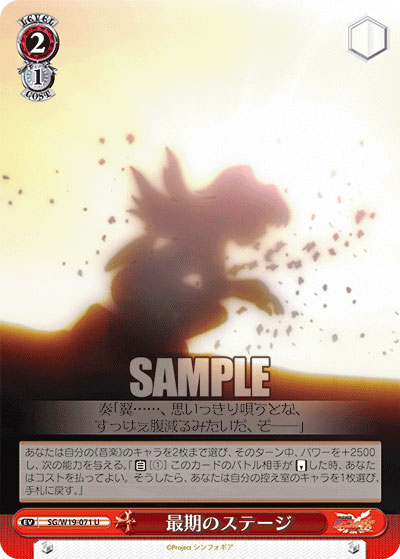 LEVEL
2
1
COST
SAMPLE
奏「翼……、思いっきり唄うとな、
すっげぇ腹減るみたいだ、ぞ――」
あなたは自分の《音楽》のキャラを2枚まで選び、そのターン中、パワーを+2500
し、次の能力を与える。『【自】[①] このカードのバトル相手が【リバース】した時、あなた
はコストを払ってよい。そうしたら、あなたは自分の控え室のキャラを1枚選び、
手札に戻す。』
EV SG/W19-071 U
最期のステージ
©Project シンフォギア